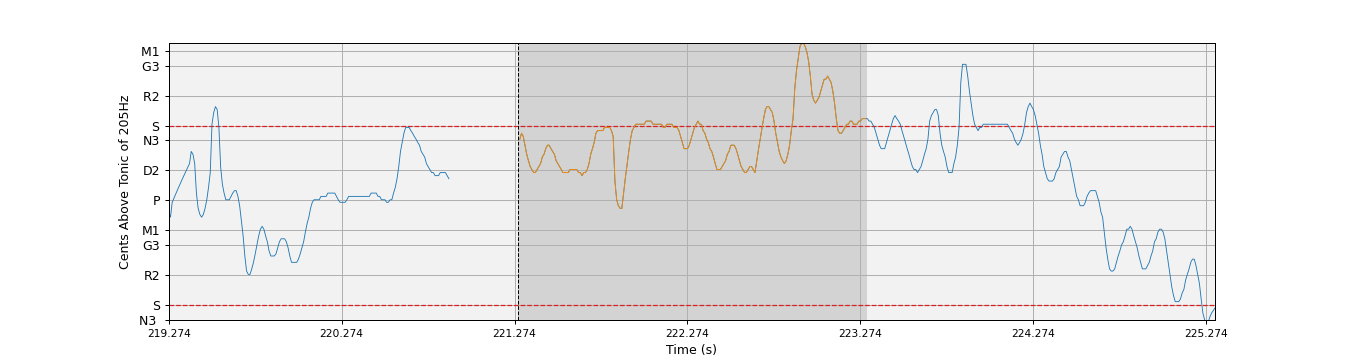 M1
G3
R2
S
N3
D2
P
M1
G3
R2
S
N3
Cents Above Tonic of 205Hz
219.274 220.274 221.274 222.274 223.274 224.274 225.274
Time (s)